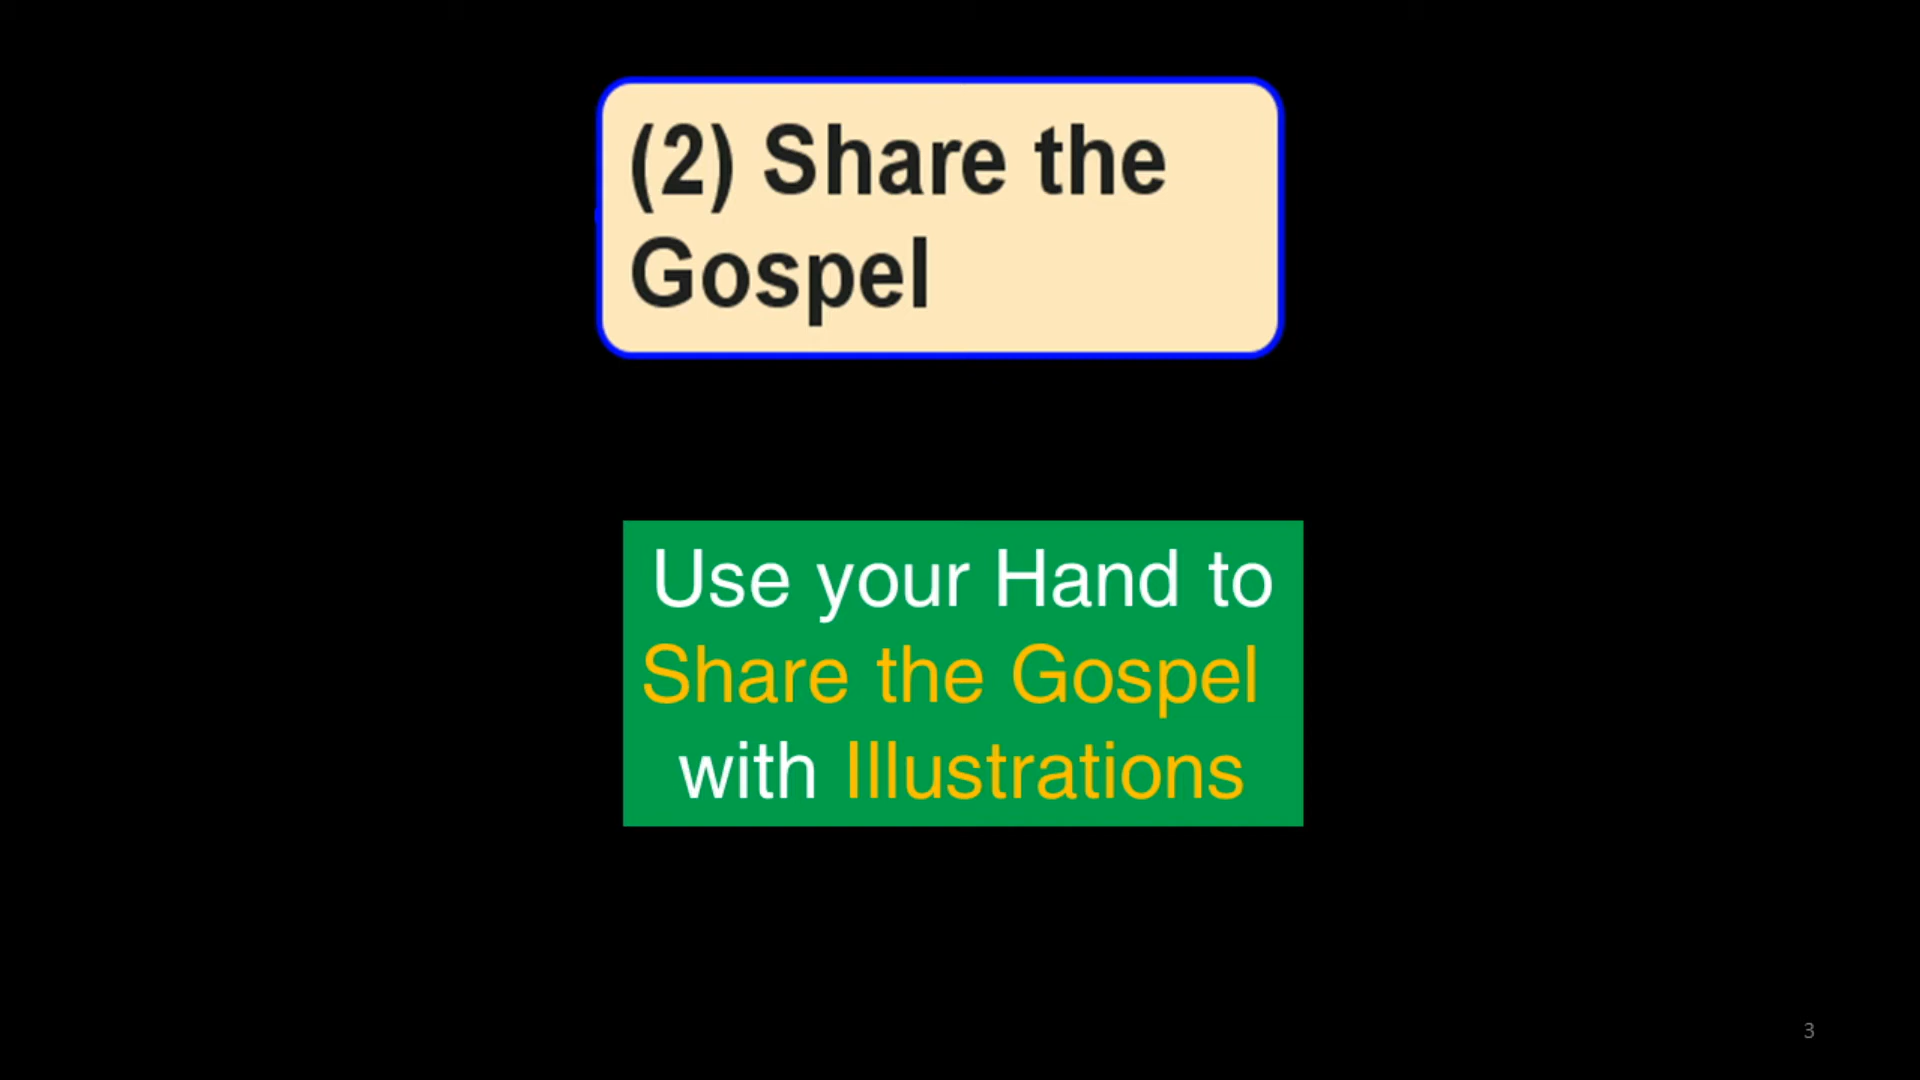 (2) Share the
Gospel
Use your Hand to
Share the Gospel
with Illustrations
3